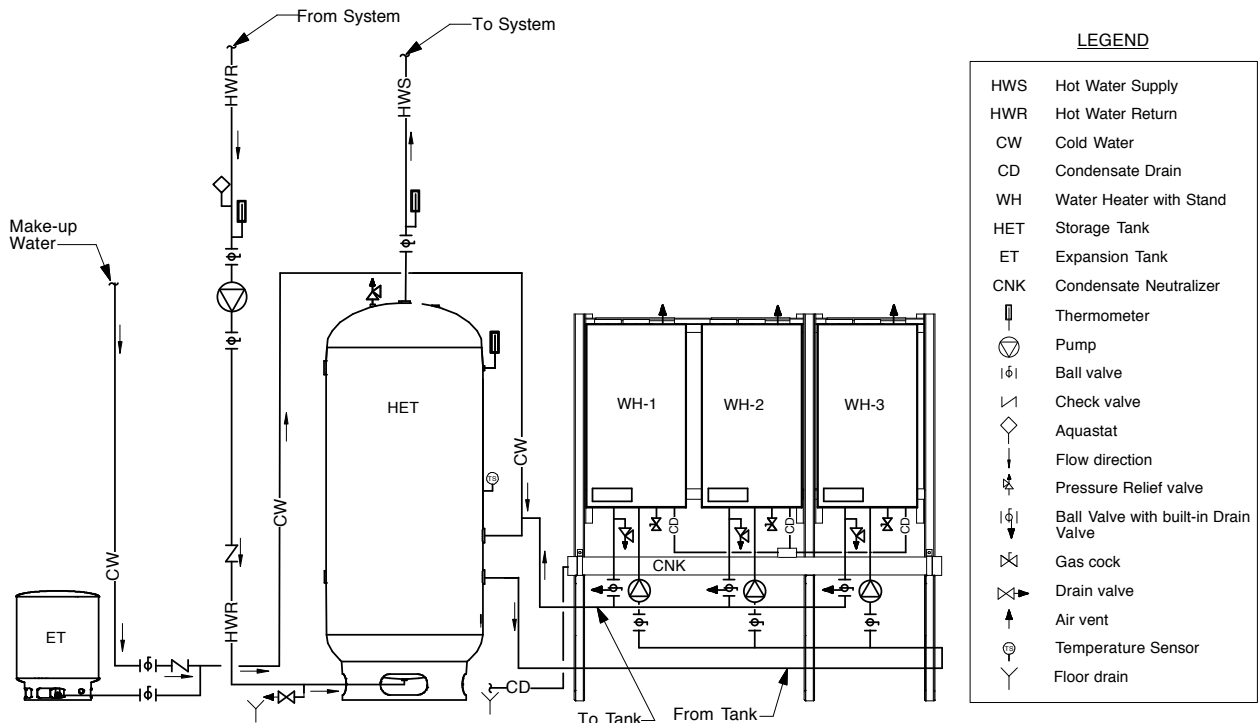 From System
To System
HWR
HWS
Make-up
Water
HET
WH-1
WH-2
WH-3
CW
CW
CW
TS
CD
CD
CD
CNK
ET
HWR
CD
To Tank
From Tank
LEGEND
HWS Hot Water Supply
HWR Hot Water Return
CW Cold Water
CD Condensate Drain
WH Water Heater with Stand
HET Storage Tank
ET Expansion Tank
CNK Condensate Neutralizer
Thermometer
Pump
Ball valve
Check valve
Aquastat
Flow direction
Pressure Relief valve
Ball Valve with built-in Drain
Valve
Gas cock
Drain valve
Air vent
TS Temperature Sensor
Floor drain